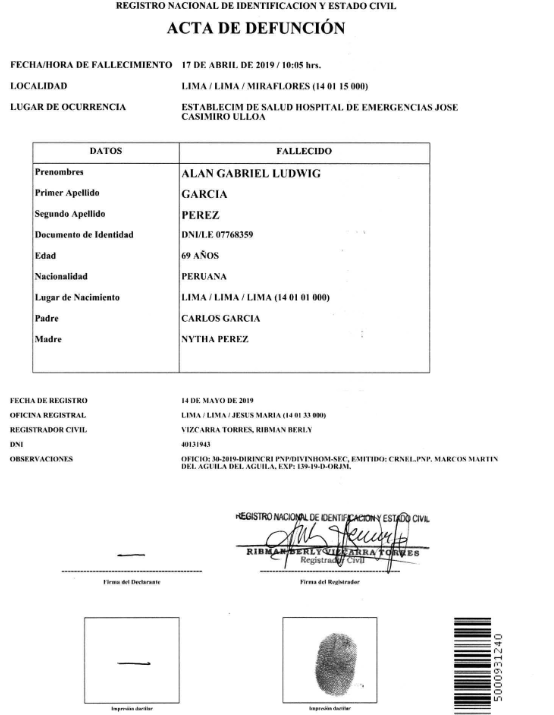 REGISTRO NACIONAL DE IDENTIFICACION Y ESTADO CIVIL
ACTA DE DEFUNCIÓN
FECHA/HORA DE FALLECIMIENTO 17 DE ABRIL DE 2019 / 10:05 hrs.
LOCALIDAD LIMA / LIMA / MIRAFLORES (14 01 15 000)
LUGAR DE OCURRENCIA ESTABLECIM DE SALUD HOSPITAL DE EMERGENCIAS JOSE
CASIMIRO ULLOA
DATOS FALLECIDO
Prenombres ALAN GABRIEL LUDWIG
Primer Apellido GARCIA
Segundo Apellido PEREZ
Documento de Identidad DNI/LE 07768359
Edad 69 AÑOS
Nacionalidad PERUANA
Lugar de Nacimiento LIMA / LIMA / LIMA (14 01 01 000)
Padre CARLOS GARCIA
Madre NYTHA PEREZ
FECHA DE REGISTRO 14 DE MAYO DE 2019
OFICINA REGISTRAL LIMA / LIMA / JESUS MARIA (14 01 33 000)
REGISTRADOR CIVIL VIZCARRA TORRES, RIBMAN BERLY
DNI 40131943
OBSERVACIONES OFICIO: 30-2019-DIRINCRI PNP/DIVINHOM-SEC, EMITIDO: CRNEL.PNP. MARCOS MARTIN
DEL AGUILA DEL AGUILA, EXP: 139-19-D-ORJM.
REGISTRO NACIONAL DE IDENTIFICACION Y ESTADO CIVIL
RIBMAN BERLY VIZCARRA TORRES
Registrador Civil
Firma del Declarante Firma del Registrador
5000931240
Impresión dactilar Impresión dactilar